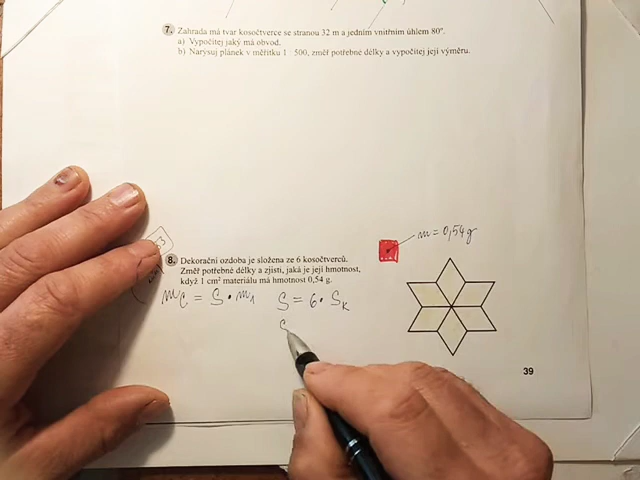 7. Zahrada má tvar kosočtverce se stranou 32 m a jedním vnitřním úhlem 80°.
a) Vypočítej jaký má obvod.
b) Narysuj plánek v měřítku 1 : 500, změř potřebné délky a vypočítej její výměru.
m = 0,54 g
8. Dekorační ozdoba je složena ze 6 kosočtverců.
Změř potřebné délky a zjisti, jaká je její hmotnost,
když 1 cm² materiálu má hmotnost 0,54 g.
m_C = S · m_1 S = 6 · S_K
S
39